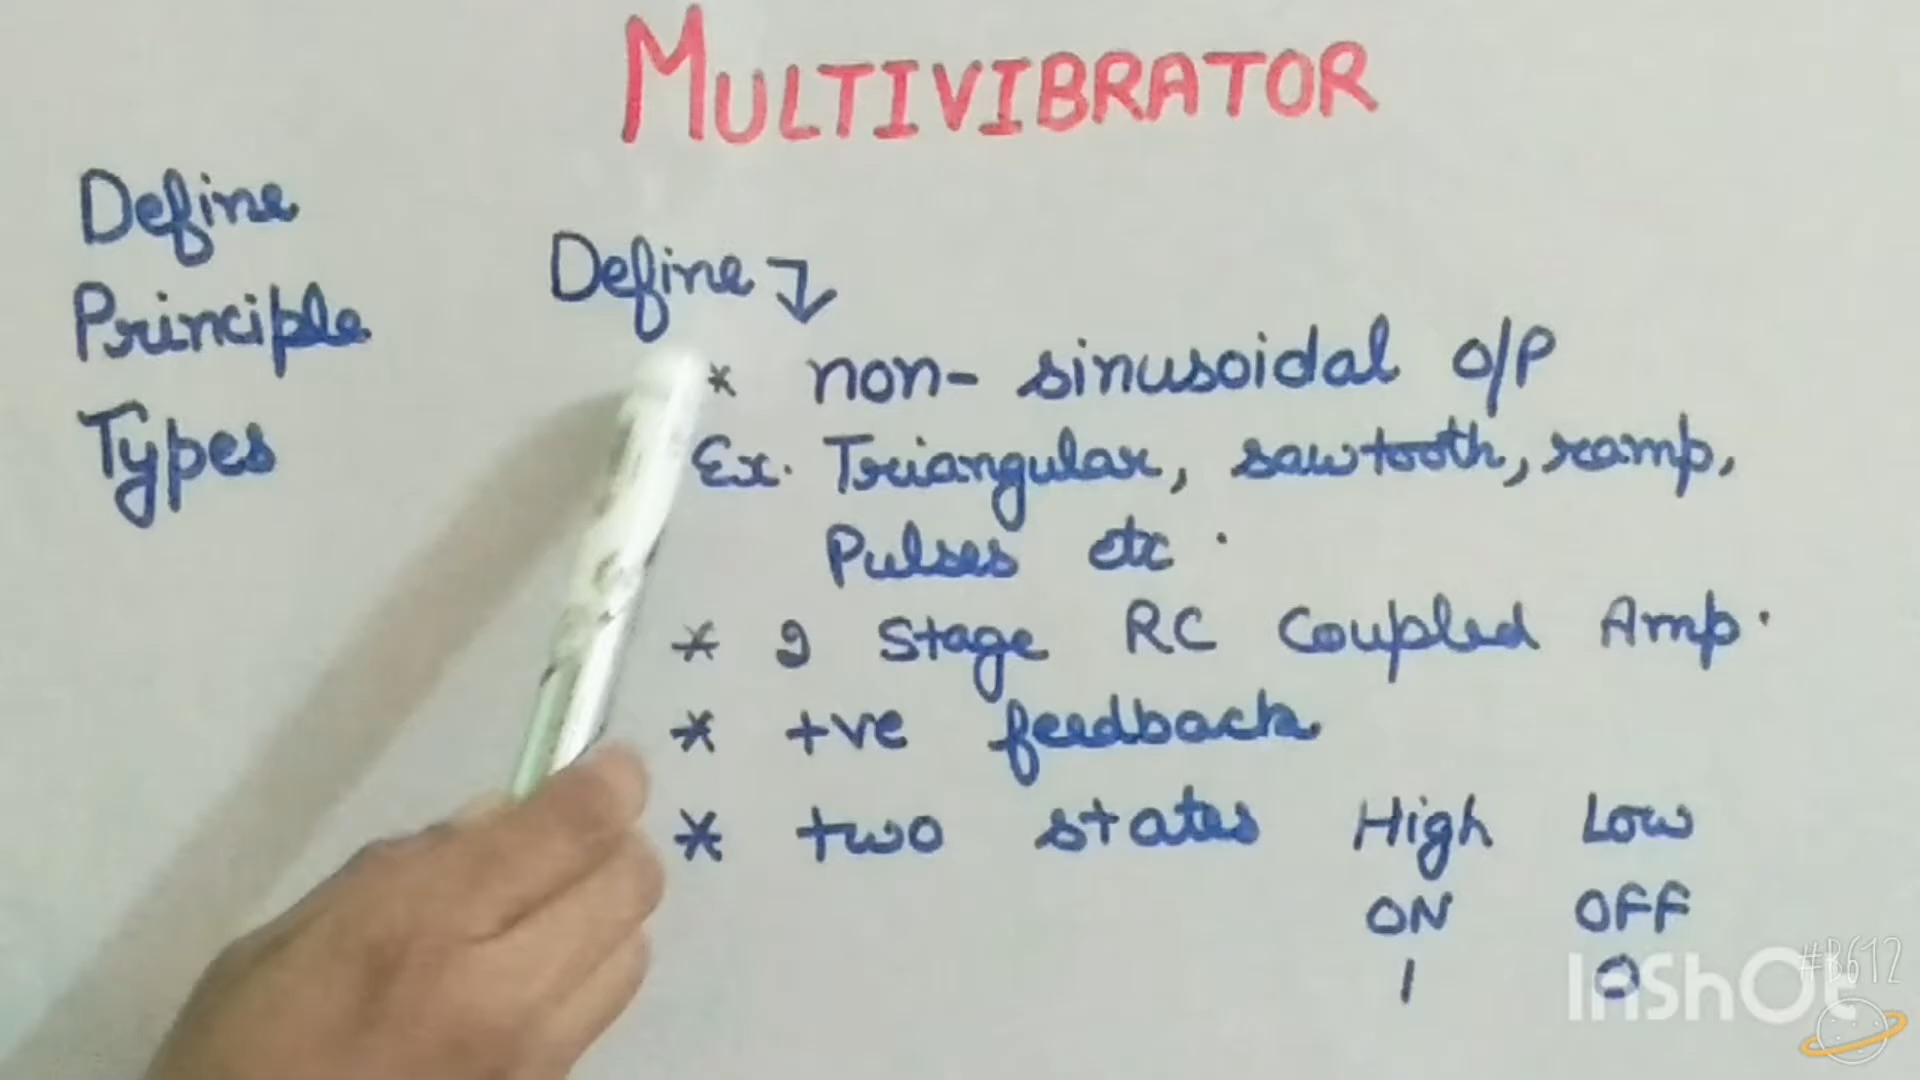 MULTIVIBRATOR
Define
Principle
Types
Define
* non-sinusoidal O/P
Ex. Triangular, sawtooth, ramp,
Pulses etc.
* 2 Stage RC Coupled Amp.
* +ve feedback
* two states High Low
ON OFF
1 0
InShOt
#B612